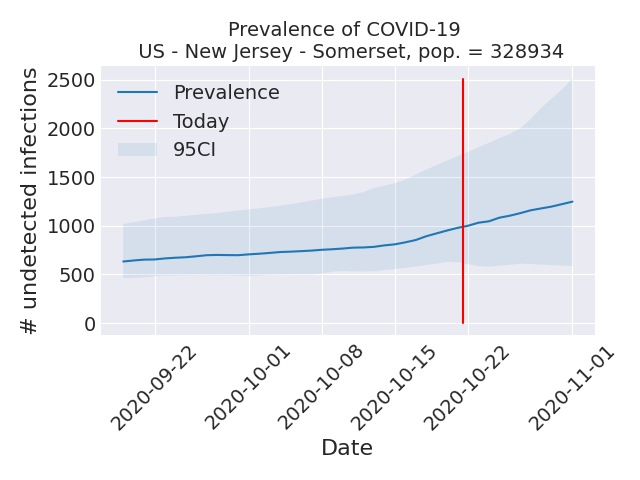 Prevalence of COVID-19
US - New Jersey - Somerset, pop. = 328934
# undetected infections
2500
2000
1500
1000
500
0
Prevalence
Today
95CI
2020-09-22
2020-10-01
2020-10-08
2020-10-15
2020-10-22
2020-11-01
Date